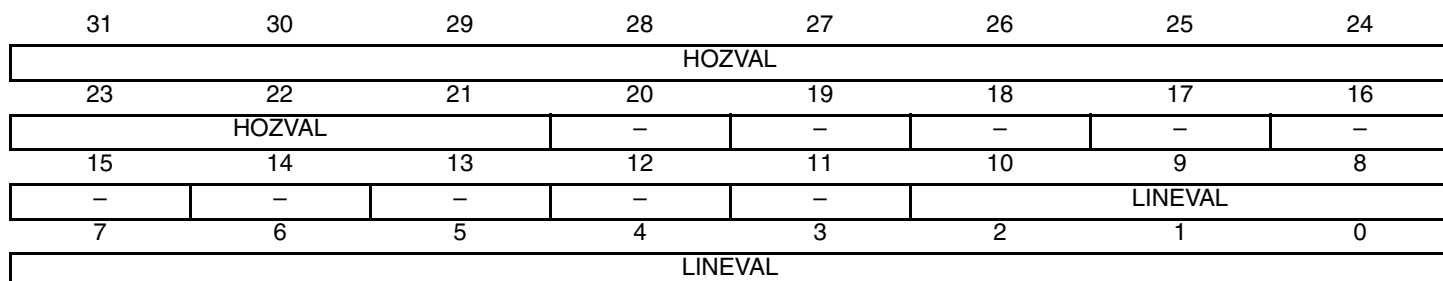 31 30 29 28 27 26 25 24
HOZVAL
23 22 21 20 19 18 17 16
HOZVAL – – – – –
15 14 13 12 11 10 9 8
– – – – – LINEVAL
7 6 5 4 3 2 1 0
LINEVAL